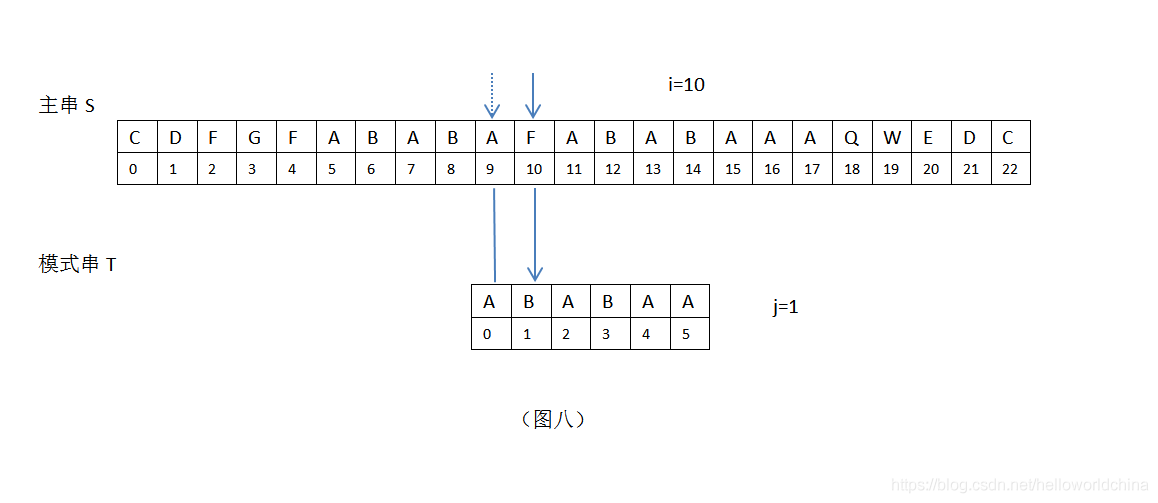 i=10
主串 S
C D F G F A B A B A F A B A B A A A Q W E D C
0 1 2 3 4 5 6 7 8 9 10 11 12 13 14 15 16 17 18 19 20 21 22
模式串 T
A B A B A A
j=1
0 1 2 3 4 5
（图八）
https://blog.csdn.net/helloworldchina